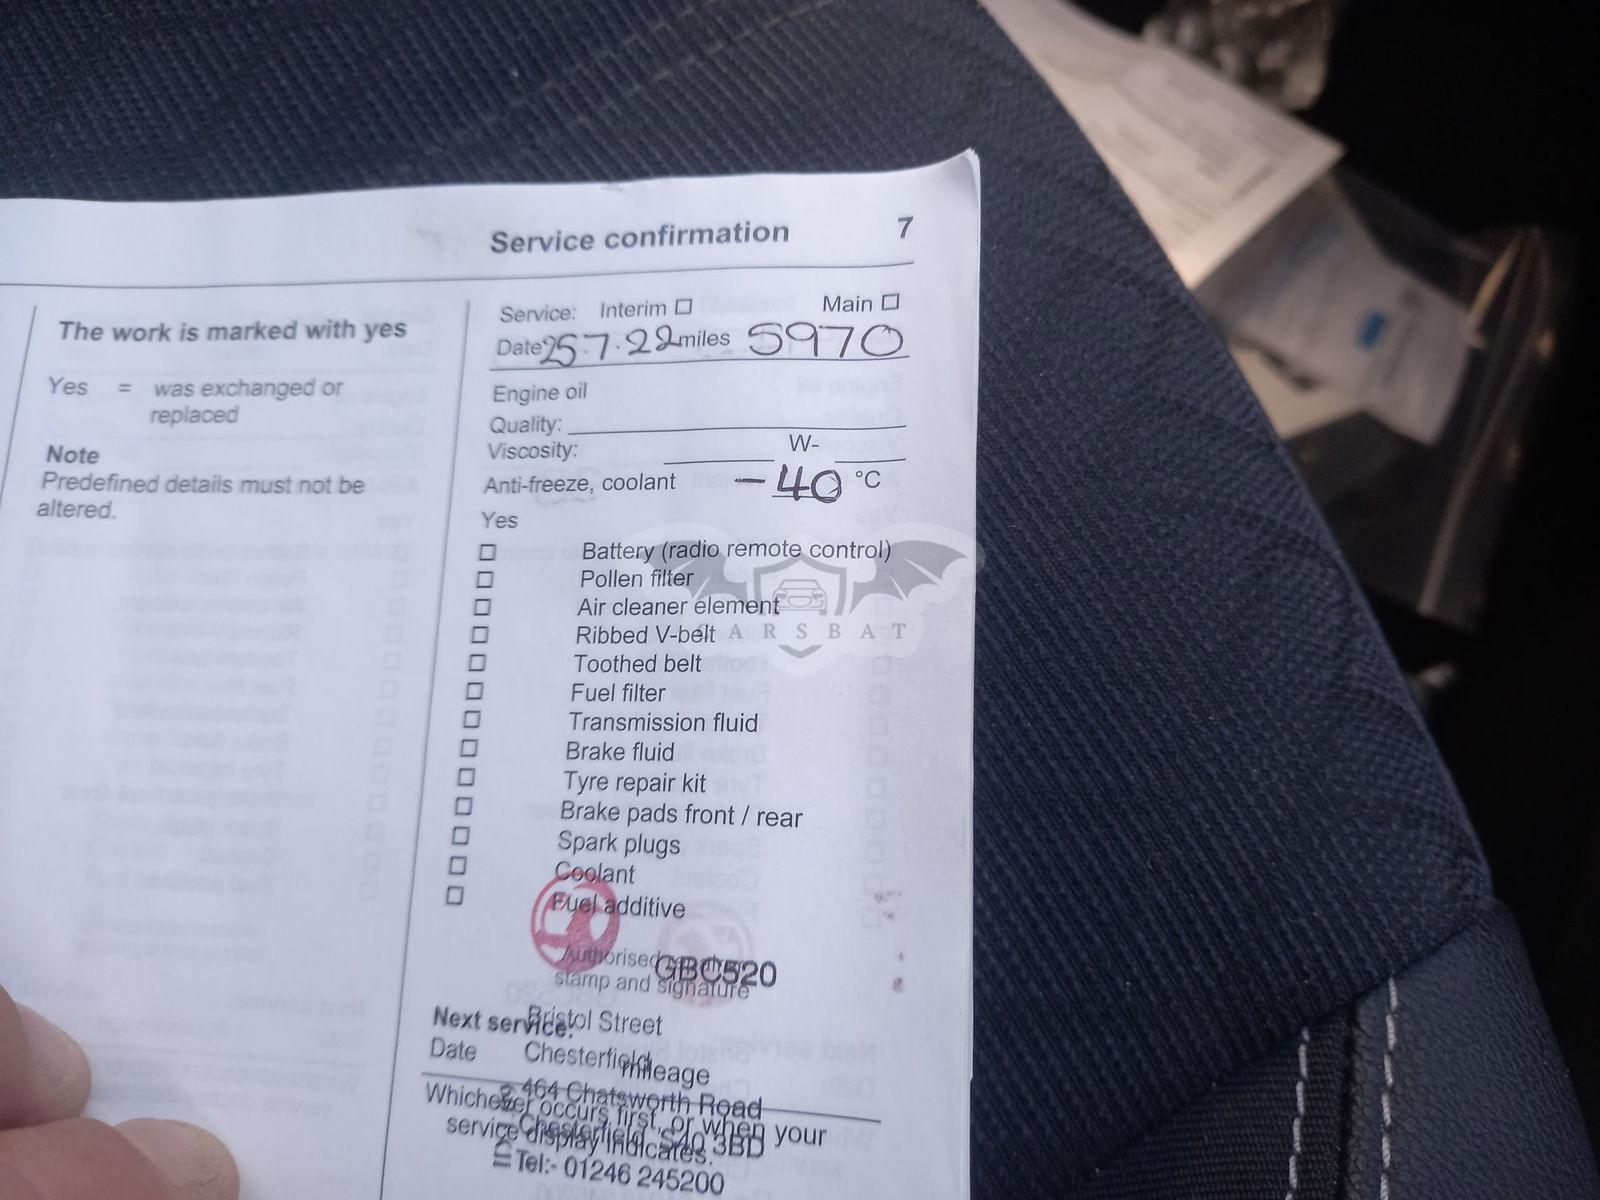 Service confirmation 7
The work is marked with yes
Yes = was exchanged or
replaced
Note
Predefined details must not be
altered.
Service: Interim ☐ Main ☐
Date 25.7.22 miles 5970
Engine oil
Quality:
Viscosity: W-
Anti-freeze, coolant -40 °C
Yes
☐ Battery (radio remote control)
☐ Pollen filter
☐ Air cleaner element
☐ Ribbed V-belt
CARSBAT
☐ Toothed belt
☐ Fuel filter
☐ Transmission fluid
☐ Brake fluid
☐ Tyre repair kit
☐ Brake pads front / rear
☐ Spark plugs
☐ Coolant
☐ Fuel additive
Authorised
GBC520
stamp and signature
Next service:
Bristol Street
Date mileage
Chesterfield
464 Chatsworth Road
Whichever occurs first, or when your
Chesterfield S40 3BD
service display indicates.
Tel:- 01246 245200